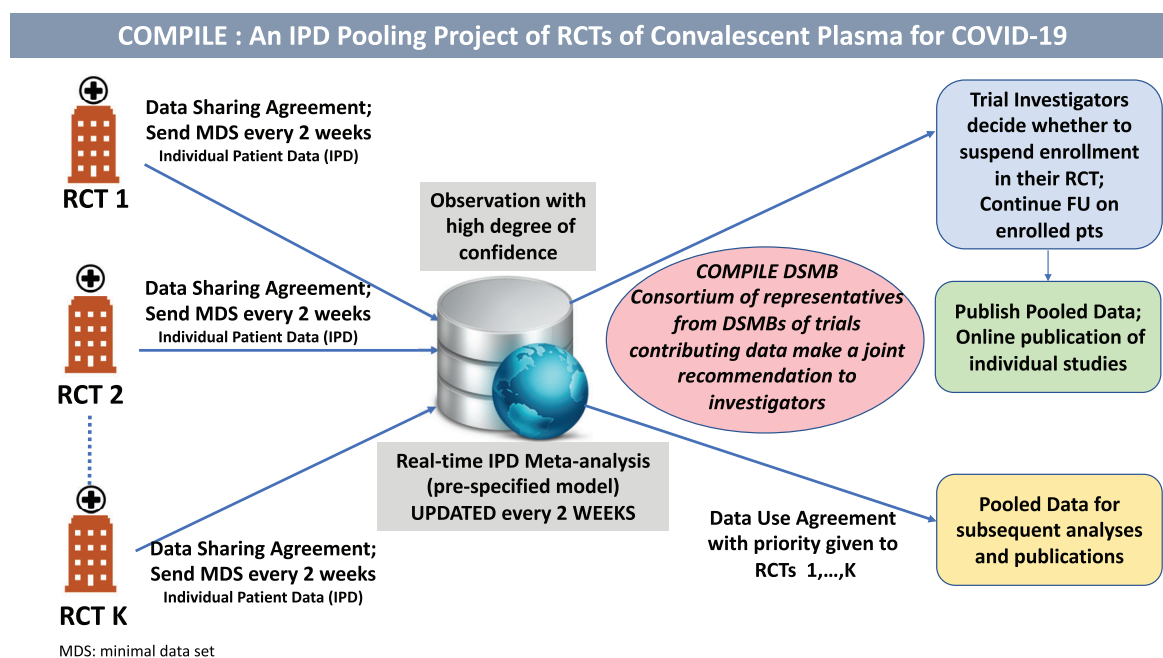 COMPILE : An IPD Pooling Project of RCTs of Convalescent Plasma for COVID-19
Data Sharing Agreement;
Send MDS every 2 weeks
Individual Patient Data (IPD)
RCT 1
Data Sharing Agreement;
Send MDS every 2 weeks
Individual Patient Data (IPD)
RCT 2
Data Sharing Agreement;
Send MDS every 2 weeks
Individual Patient Data (IPD)
RCT K
MDS: minimal data set
Observation with
high degree of
confidence
Real-time IPD Meta-analysis
(pre-specified model)
UPDATED every 2 WEEKS
COMPILE DSMB
Consortium of representatives
from DSMBs of trials
contributing data make a joint
recommendation to
investigators
Data Use Agreement
with priority given to
RCTs 1,...,K
Trial Investigators
decide whether to
suspend enrollment
in their RCT;
Continue FU on
enrolled pts
Publish Pooled Data;
Online publication of
individual studies
Pooled Data for
subsequent analyses
and publications